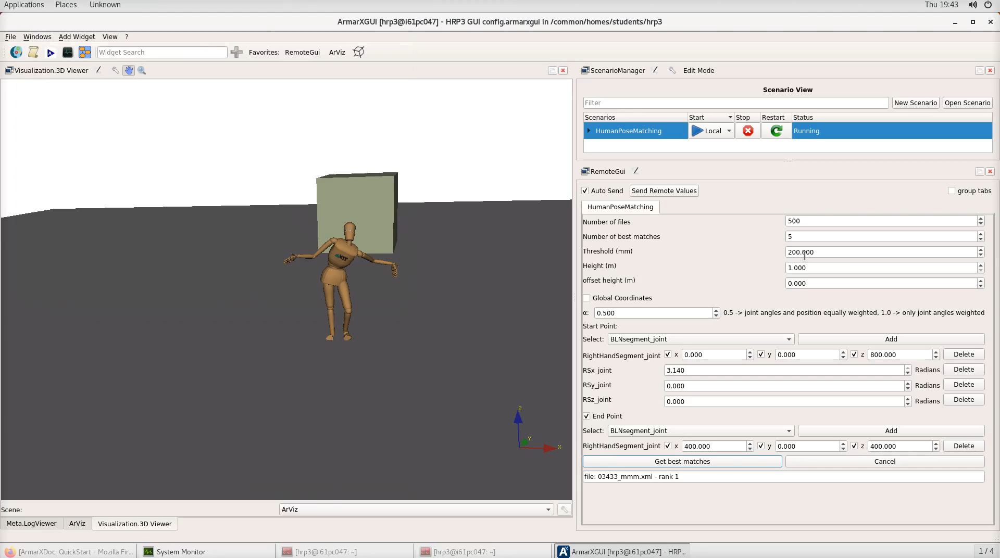 Applications Places Unknown Thu 19:43
ArmarXGUI [hrp3@i61pc047] - HRP3 GUI config.armarxgui in /common/homes/students/hrp3
File Windows Add Widget View ?
Widget Search Favorites: RemoteGui ArViz
Visualization.3D Viewer
KIT
Z
Y
X
Scene: ArViz
Meta.LogViewer ArViz Visualization.3D Viewer
ScenarioManager Edit Mode
Scenario View
Filter New Scenario Open Scenario
Scenarios Start Stop Restart Status
HumanPoseMatching Local Running
RemoteGui
Auto Send Send Remote Values group tabs
HumanPoseMatching
Number of files 500
Number of best matches 5
Threshold (mm) 200.000
Height (m) 1.000
offset height (m) 0.000
Global Coordinates
α: 0.500 0.5 -> joint angles and position equally weighted, 1.0 -> only joint angles weighted
Start Point:
Select: BLNsegment_joint Add
RightHandSegment_joint x 0.000 y 0.000 z 800.000 Delete
RSx_joint 3.140 Radians Delete
RSy_joint 0.000 Radians Delete
RSz_joint 0.000 Radians Delete
End Point
Select: BLNsegment_joint Add
RightHandSegment_joint x 400.000 y 0.000 z 400.000 Delete
Get best matches Cancel
file: 03433_mmm.xml - rank 1
[ArmarXDoc: QuickStart - Mozilla Fir... System Monitor [hrp3@i61pc047: ~] [hrp3@i61pc047: ~] ArmarXGUI [hrp3@i61pc047] - HRP... 1 / 4